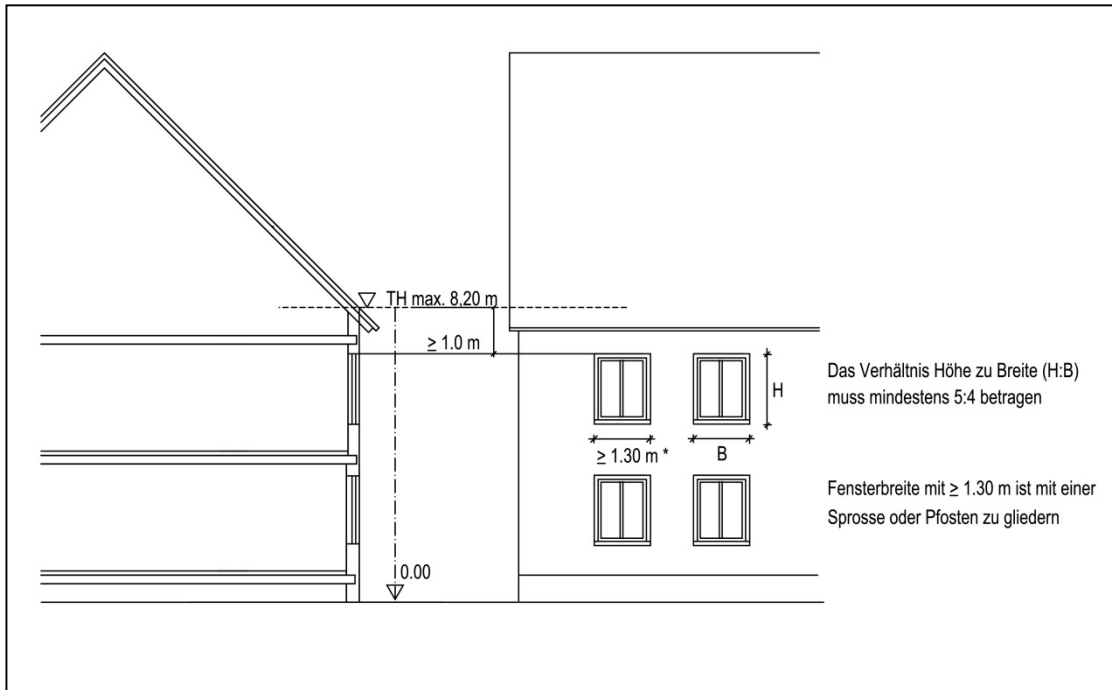 TH max. 8,20 m
≥ 1.0 m
H
Das Verhältnis Höhe zu Breite (H:B)
muss mindestens 5:4 betragen
≥ 1.30 m *
B
Fensterbreite mit ≥ 1.30 m ist mit einer
Sprosse oder Pfosten zu gliedern
0.00